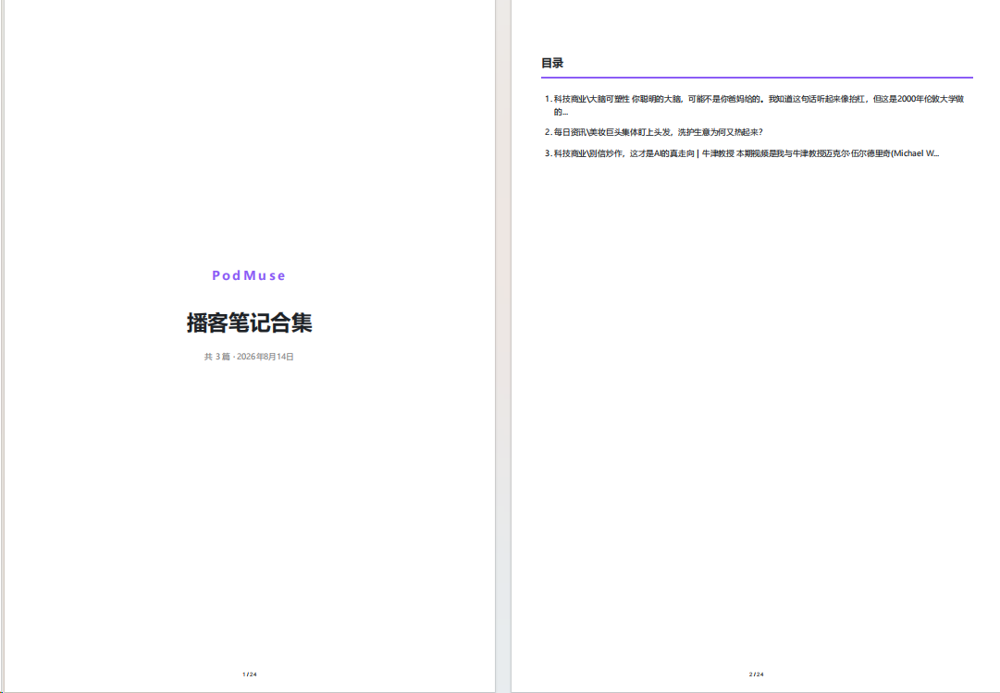 PodMuse
播客笔记合集
共 3 篇 · 2026年8月14日
1 / 24
目录
1. 科技商业\大脑可塑性 你聪明的大脑，可能不是你爸妈给的。我知道这句话听起来像抬杠，但这是2000年伦敦大学做
的...
2. 每日资讯\美妆巨头集体盯上头发，洗护生意为何又热起来?
3. 科技商业\别信炒作，这才是AI的真走向 | 牛津教授 本期视频是我与牛津教授迈克尔·伍尔德里奇(Michael W...
2 / 24